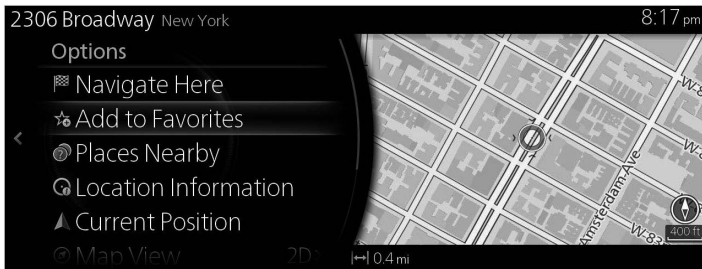 2306 Broadway New York
8:17 pm
Options
Navigate Here
Add to Favorites
Places Nearby
Location Information
Current Position
Map View 2D
Amsterdam Ave
W-83
400 ft
0.4 mi